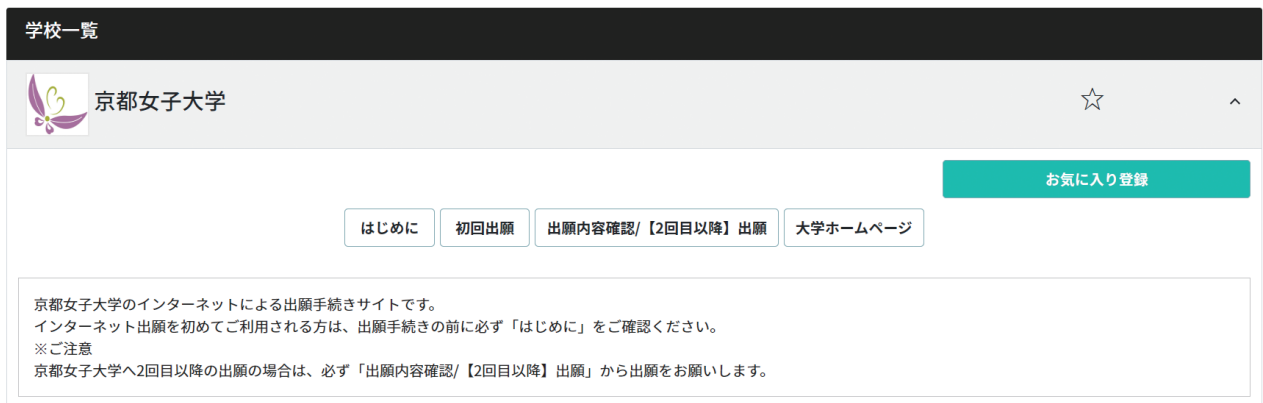 学校一覧
京都女子大学
お気に入り登録
はじめに
初回出願
出願内容確認/【2回目以降】出願
大学ホームページ
京都女子大学のインターネットによる出願手続きサイトです。
インターネット出願を初めてご利用される方は、出願手続きの前に必ず「はじめに」をご確認ください。
※ご注意
京都女子大学へ2回目以降の出願の場合は、必ず「出願内容確認/【2回目以降】出願」から出願をお願いします。